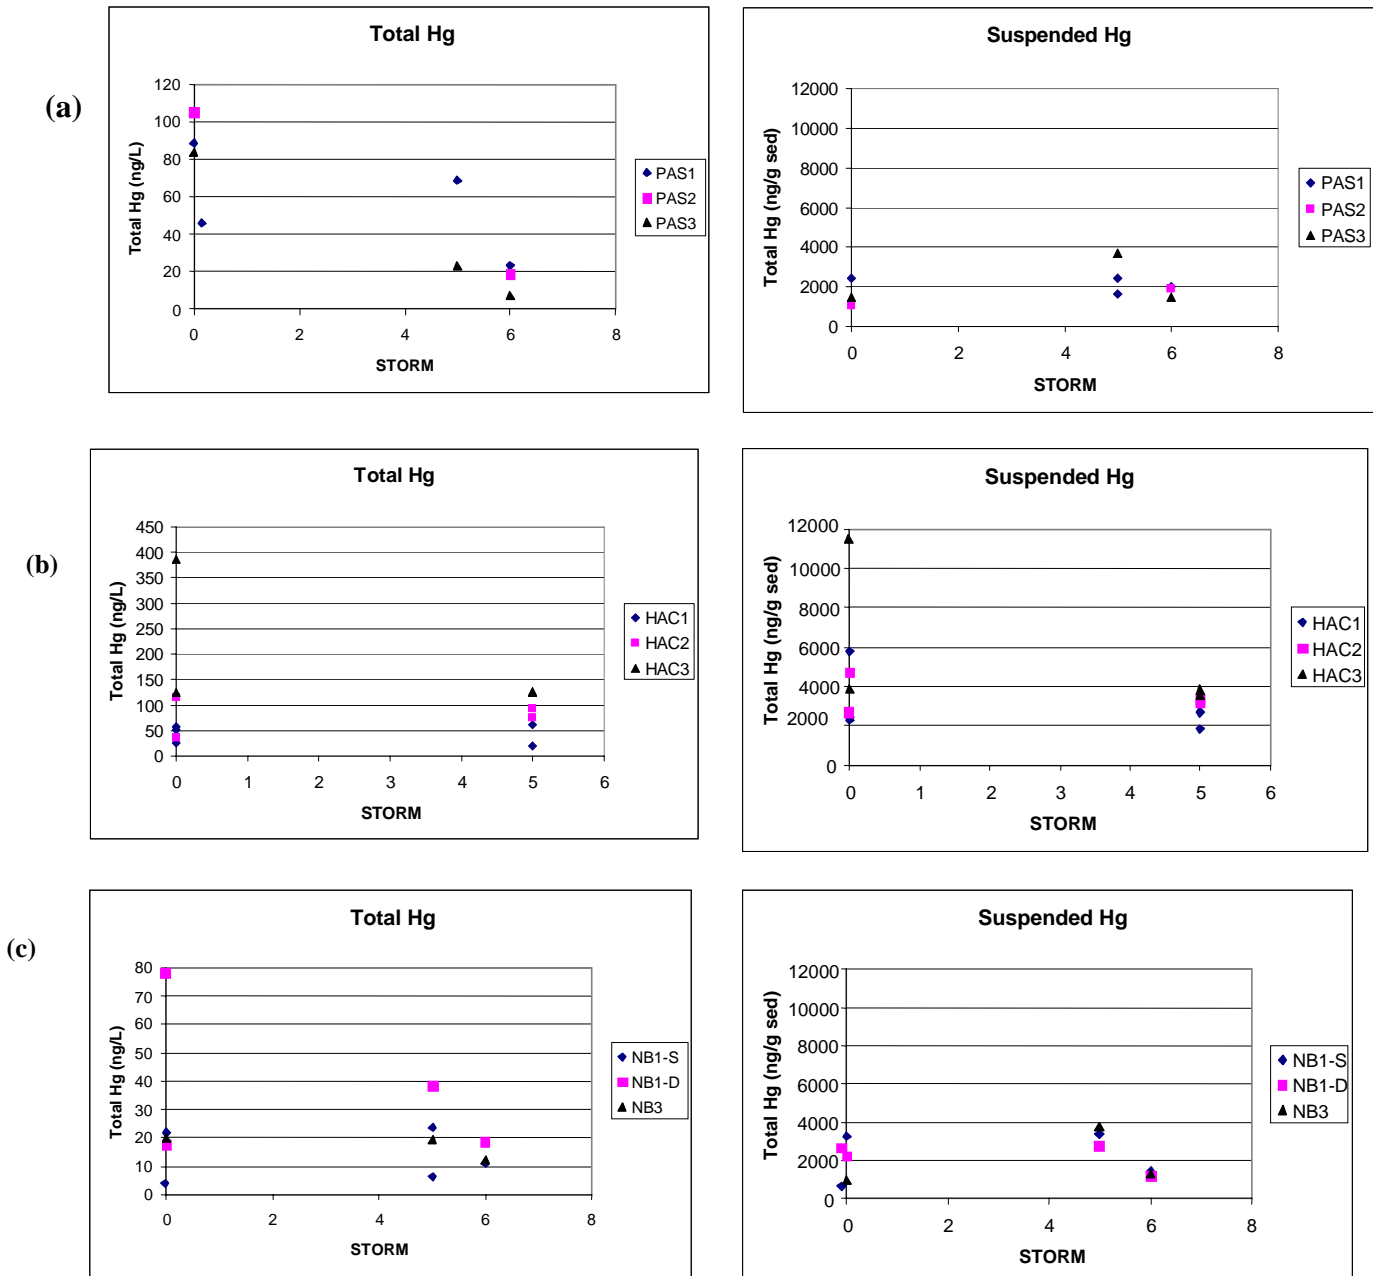 (a)
Total Hg
Total Hg (ng/L)
120
100
80
60
40
20
0
0 2 4 6 8
STORM
PAS1
PAS2
PAS3
Suspended Hg
Total Hg (ng/g sed)
12000
10000
8000
6000
4000
2000
0
0 2 4 6 8
STORM
PAS1
PAS2
PAS3
(b)
Total Hg
Total Hg (ng/L)
450
400
350
300
250
200
150
100
50
0
0 1 2 3 4 5 6
STORM
HAC1
HAC2
HAC3
Suspended Hg
Total Hg (ng/g sed)
12000
10000
8000
6000
4000
2000
0
0 1 2 3 4 5 6
STORM
HAC1
HAC2
HAC3
(c)
Total Hg
Total Hg (ng/L)
80
70
60
50
40
30
20
10
0
0 2 4 6 8
STORM
NB1-S
NB1-D
NB3
Suspended Hg
Total Hg (ng/g sed)
12000
10000
8000
6000
4000
2000
0
0 2 4 6 8
STORM
NB1-S
NB1-D
NB3